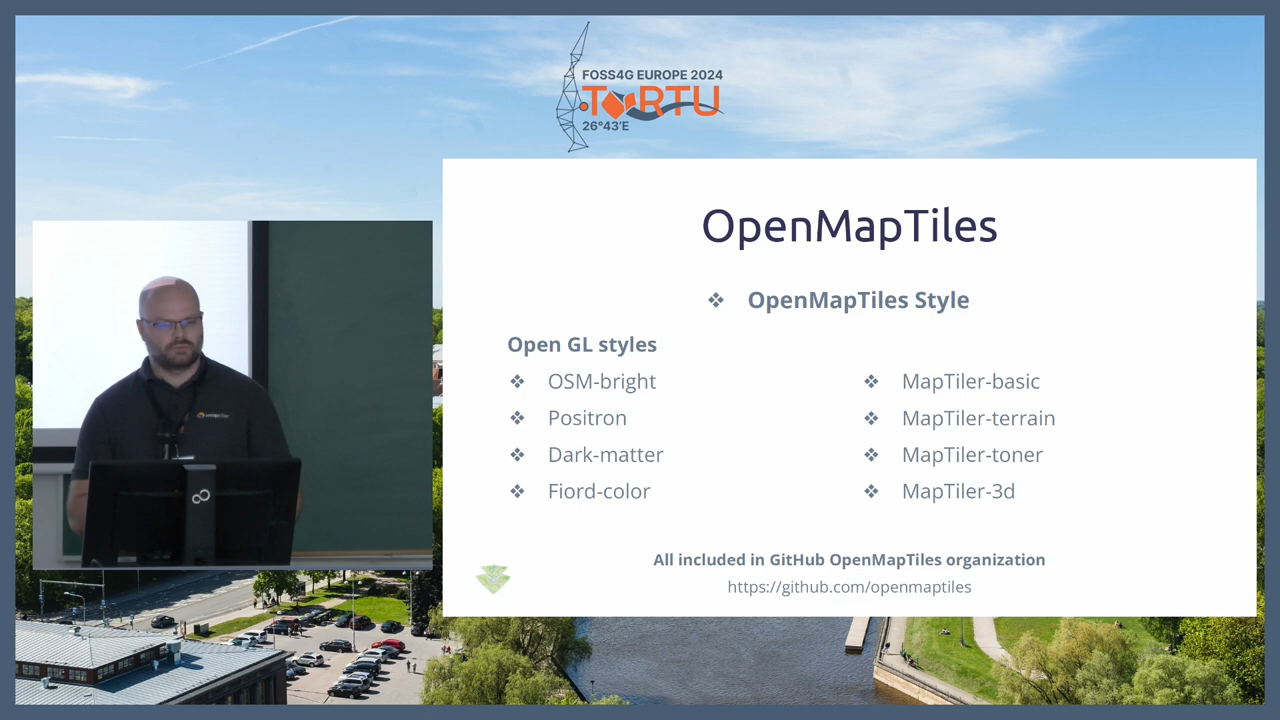 FOSS4G EUROPE 2024
TARTU
26°43'E
OpenMapTiles
❖ OpenMapTiles Style
Open GL styles
❖ OSM-bright
❖ Positron
❖ Dark-matter
❖ Fiord-color
❖ MapTiler-basic
❖ MapTiler-terrain
❖ MapTiler-toner
❖ MapTiler-3d
All included in GitHub OpenMapTiles organization
https://github.com/openmaptiles